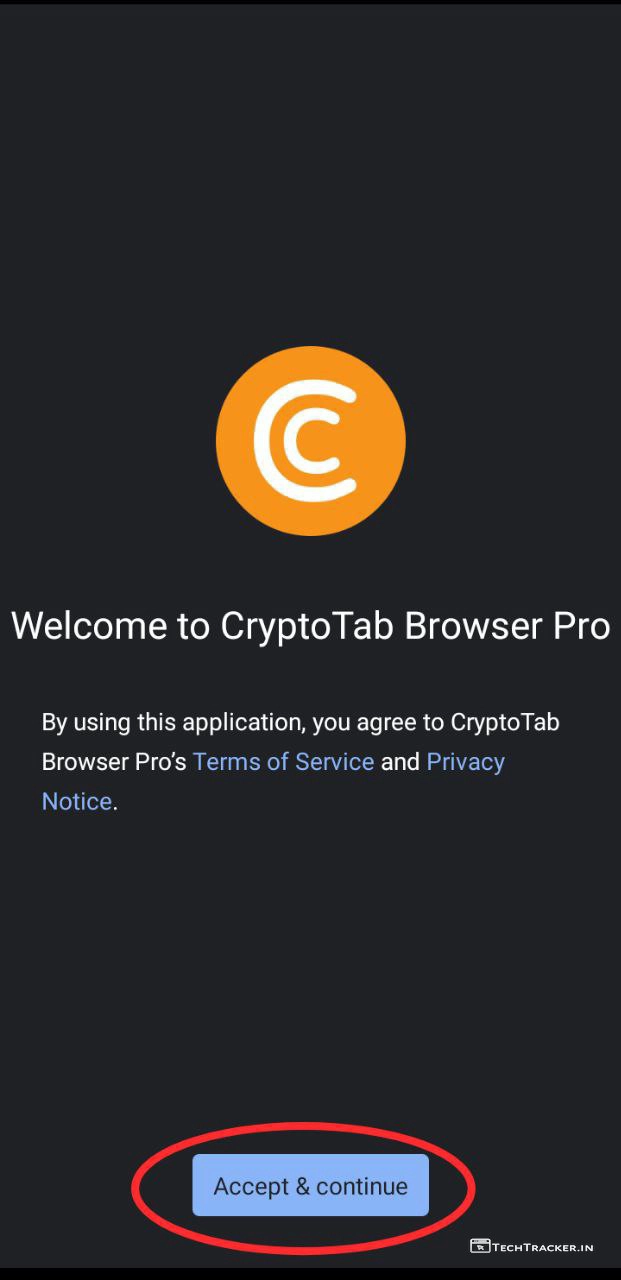 Welcome to CryptoTab Browser Pro
By using this application, you agree to CryptoTab
Browser Pro’s Terms of Service and Privacy
Notice.
Accept & continue
TECHTRACKER.IN